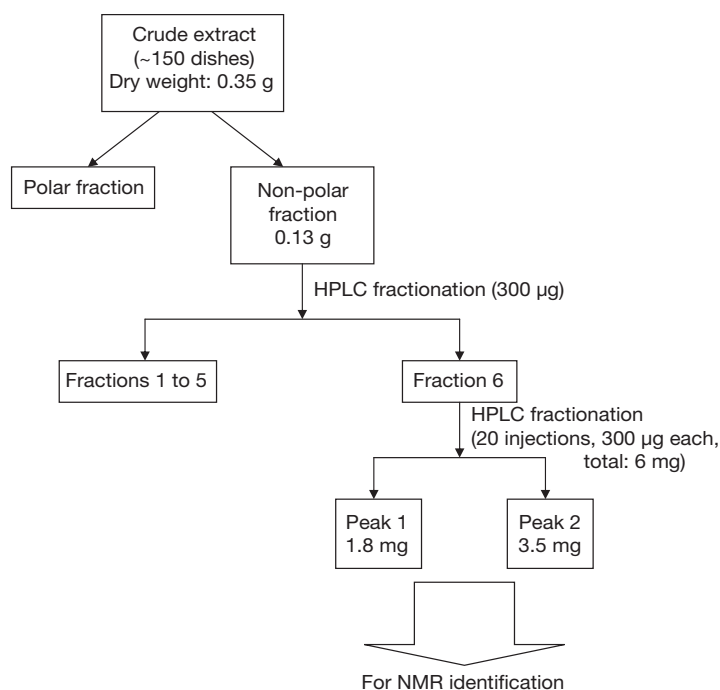 Crude extract
(~150 dishes)
Dry weight: 0.35 g
Polar fraction
Non-polar
fraction
0.13 g
HPLC fractionation (300 µg)
Fractions 1 to 5
Fraction 6
HPLC fractionation
(20 injections, 300 µg each,
total: 6 mg)
Peak 1
1.8 mg
Peak 2
3.5 mg
For NMR identification